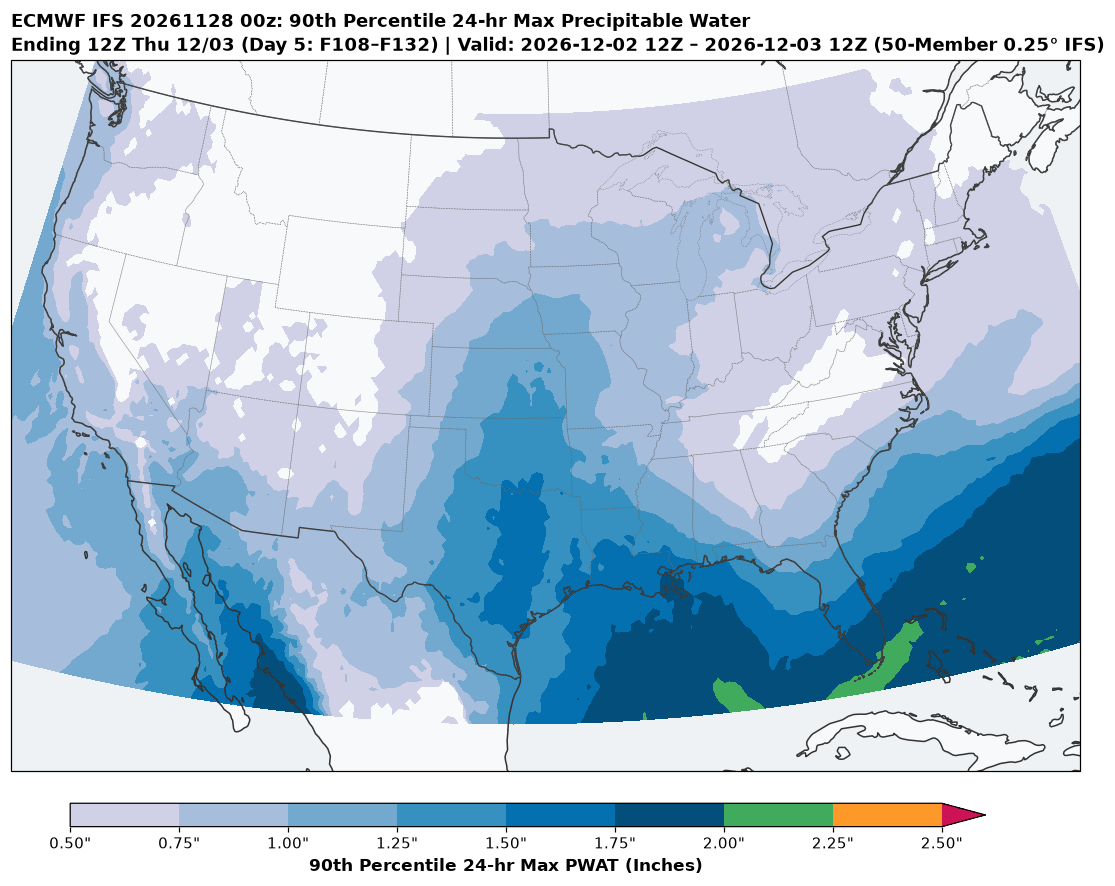 ECMWF IFS 20261128 00z: 90th Percentile 24-hr Max Precipitable Water
Ending 12Z Thu 12/03 (Day 5: F108–F132) | Valid: 2026-12-02 12Z – 2026-12-03 12Z (50-Member 0.25° IFS)
0.50" 0.75" 1.00" 1.25" 1.50" 1.75" 2.00" 2.25" 2.50"
90th Percentile 24-hr Max PWAT (Inches)